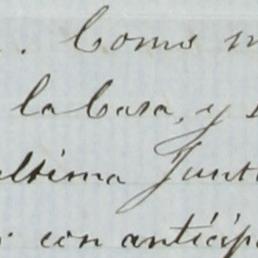 . Como
la Casa, y
ultima Junt
con anticip